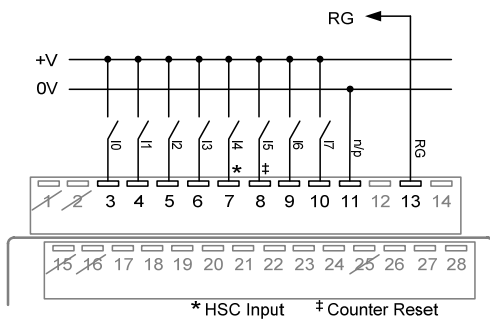 RG
+V
0V
I0 I1 I2 I3 I4 I5 I6 I7 n/p RG
* ‡
1 2 3 4 5 6 7 8 9 10 11 12 13 14
15 16 17 18 19 20 21 22 23 24 25 26 27 28
* HSC Input ‡ Counter Reset